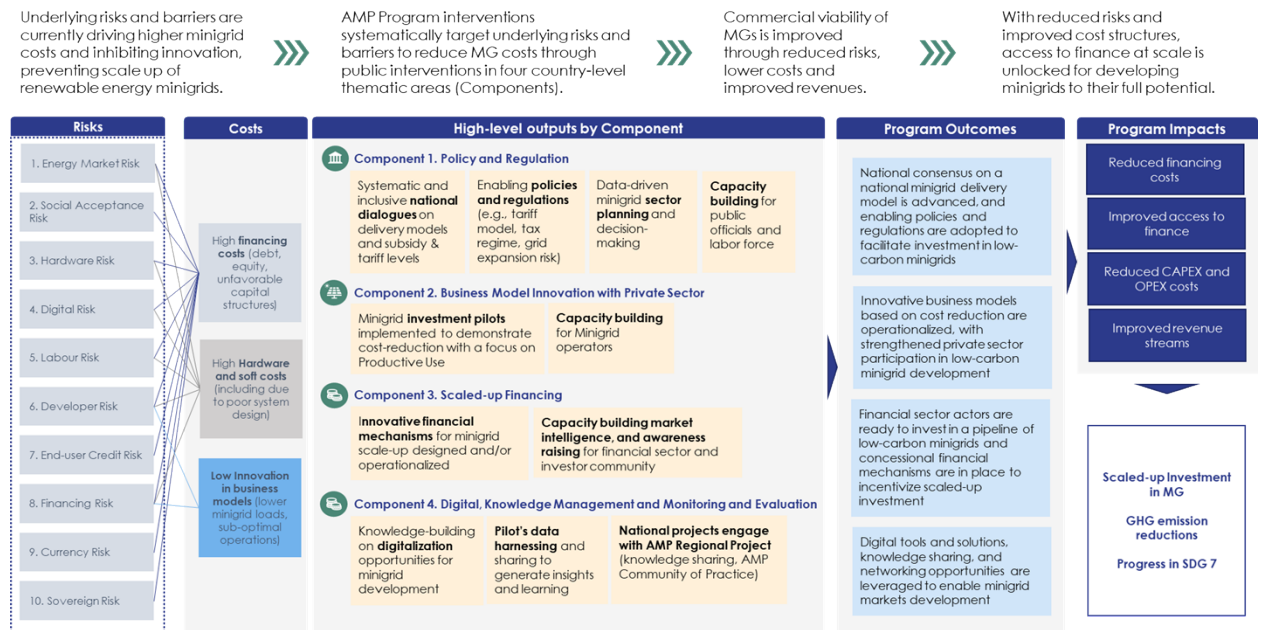 Underlying risks and barriers are
currently driving higher minigrid
costs and inhibiting innovation,
preventing scale up of
renewable energy minigrids.
AMP Program interventions
systematically target underlying risks and
barriers to reduce MG costs through
public interventions in four country-level
thematic areas (Components).
Commercial viability of
MGs is improved
through reduced risks,
lower costs and
improved revenues.
With reduced risks and
improved cost structures,
access to finance at scale is
unlocked for developing
minigrids to their full potential.
Risks
1. Energy Market Risk
2. Social Acceptance
Risk
3. Hardware Risk
4. Digital Risk
5. Labour Risk
6. Developer Risk
7. End-user Credit Risk
8. Financing Risk
9. Currency Risk
10. Sovereign Risk
Costs
High financing
costs (debt,
equity,
unfavorable
capital
structures)
High Hardware
and soft costs
(including due
to poor system
design)
Low Innovation
in business
models (lower
minigrid loads,
sub-optimal
operations)
High-level outputs by Component
Component 1. Policy and Regulation
Systematic and
inclusive national
dialogues on
delivery models
and subsidy &
tariff levels
Enabling policies
and regulations
(e.g., tariff
model, tax
regime, grid
expansion risk)
Data-driven
minigrid sector
planning and
decision-
making
Capacity
building for
public
officials and
labor force
Component 2. Business Model Innovation with Private Sector
Minigrid investment pilots
implemented to demonstrate
cost-reduction with a focus on
Productive Use
Capacity building
for Minigrid
operators
Component 3. Scaled-up Financing
Innovative financial
mechanisms for minigrid
scale-up designed and/or
operationalized
Capacity building market
intelligence, and awareness
raising for financial sector and
investor community
Component 4. Digital, Knowledge Management and Monitoring and Evaluation
Knowledge-building
on digitalization
opportunities for
minigrid
development
Pilot's data
harnessing and
sharing to
generate insights
and learning
National projects engage
with AMP Regional Project
(knowledge sharing, AMP
Community of Practice)
Program Outcomes
National consensus on a
national minigrid delivery
model is advanced, and
enabling policies and
regulations are adopted to
facilitate investment in low-
carbon minigrids
Innovative business models
based on cost reduction are
operationalized, with
strengthened private sector
participation in low-carbon
minigrid development
Financial sector actors are
ready to invest in a pipeline of
low-carbon minigrids and
concessional financial
mechanisms are in place to
incentivize scaled-up
investment
Digital tools and solutions,
knowledge sharing, and
networking opportunities are
leveraged to enable minigrid
markets development
Program Impacts
Reduced financing
costs
Improved access to
finance
Reduced CAPEX and
OPEX costs
Improved revenue
streams
Scaled-up Investment
in MG
GHG emission
reductions
Progress in SDG 7